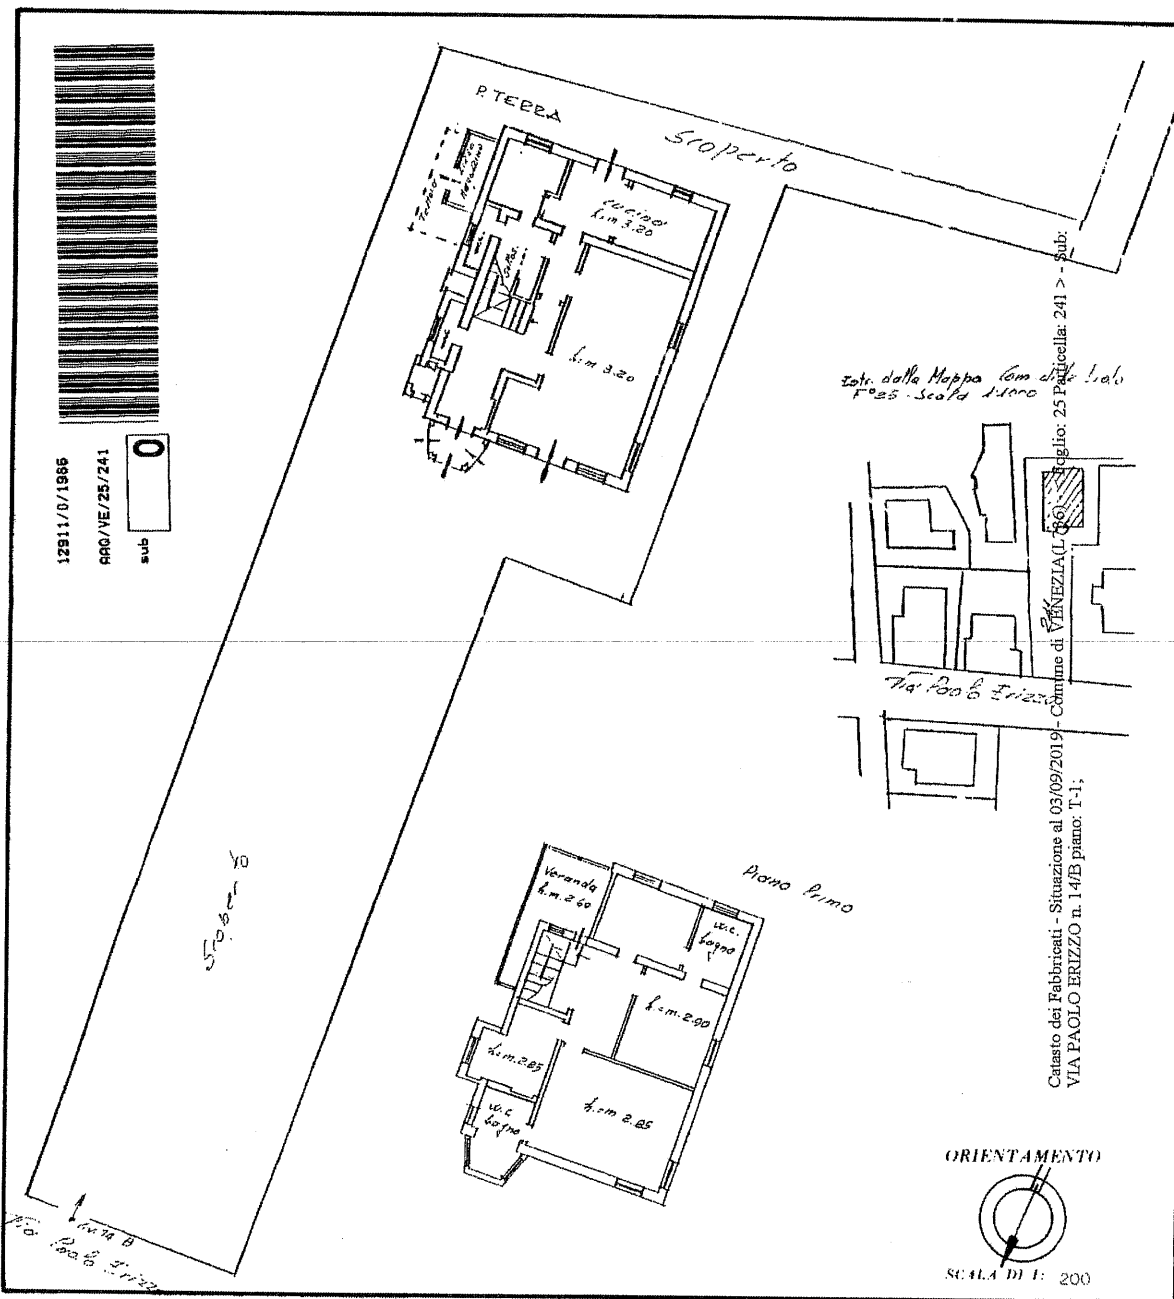 12911/0/1986
AAQ/VE/25/241
sub
0
P. TERRA
Scoperto
cucina
h. m 3.20
h. m 3.20
Estr. dalla Mappa Com di
F° 25 - Scala
Via Paolo Erizzo
Catasto dei Fabbricati - Situazione al 03/09/2019 - Comune di VENEZIA(L736) - Foglio: 25 Particella: 241 > - Sub:
VIA PAOLO ERIZZO n. 14/B piano: T-1;
Scoperto
Piano Primo
Veranda
h. m. 2.60
w.c.
bagno
h. m. 2.90
h. m. 2.85
w.c
bagno
h. m 2.85
14 B
Via Paolo Erizzo
ORIENTAMENTO
SCALA DI 1: 200